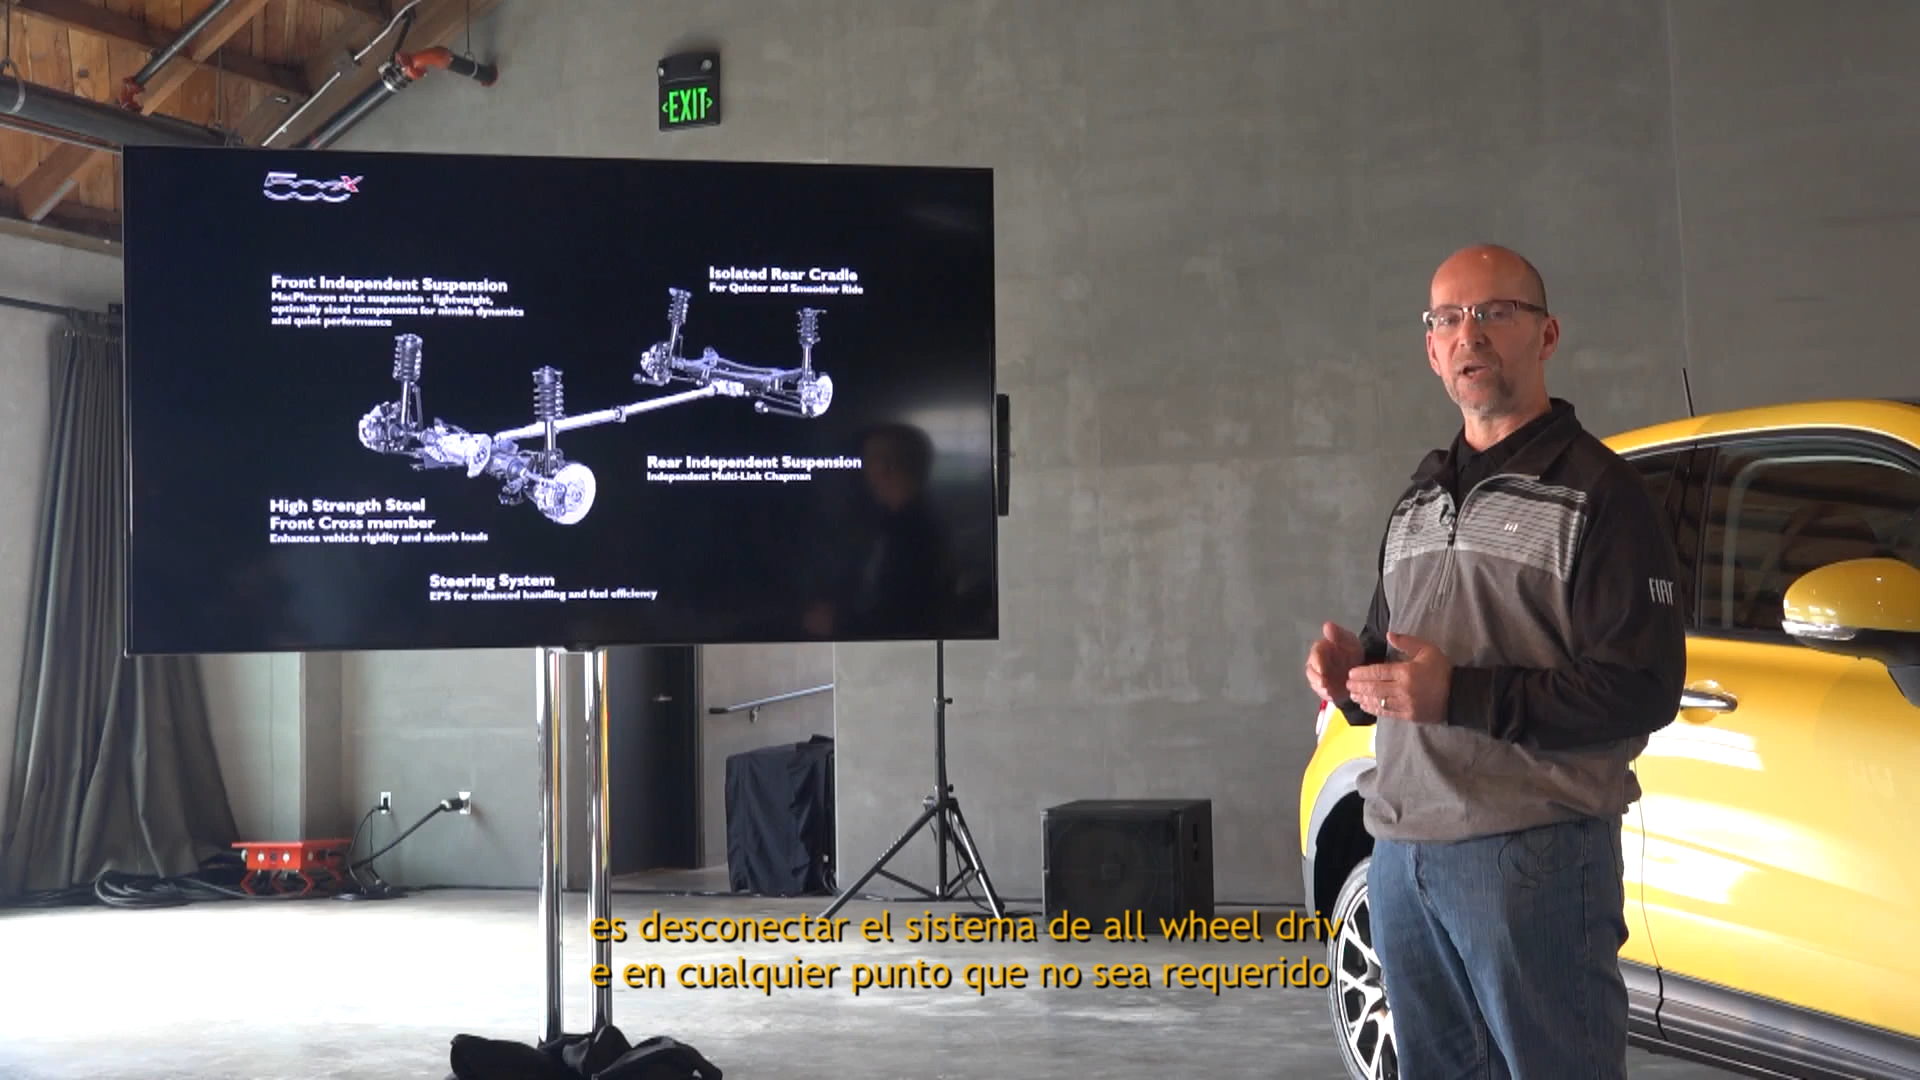 EXIT
500X
Front Independent Suspension
MacPherson strut suspension - lightweight,
optimally sized components for nimble dynamics
and quiet performance
Isolated Rear Cradle
For Quieter and Smoother Ride
Rear Independent Suspension
Independent Multi-Link Chapman
High Strength Steel
Front Cross member
Enhances vehicle rigidity and absorb loads
Steering System
EPS for enhanced handling and fuel efficiency
FIAT
es desconectar el sistema de all wheel driv
e en cualquier punto que no sea requerido